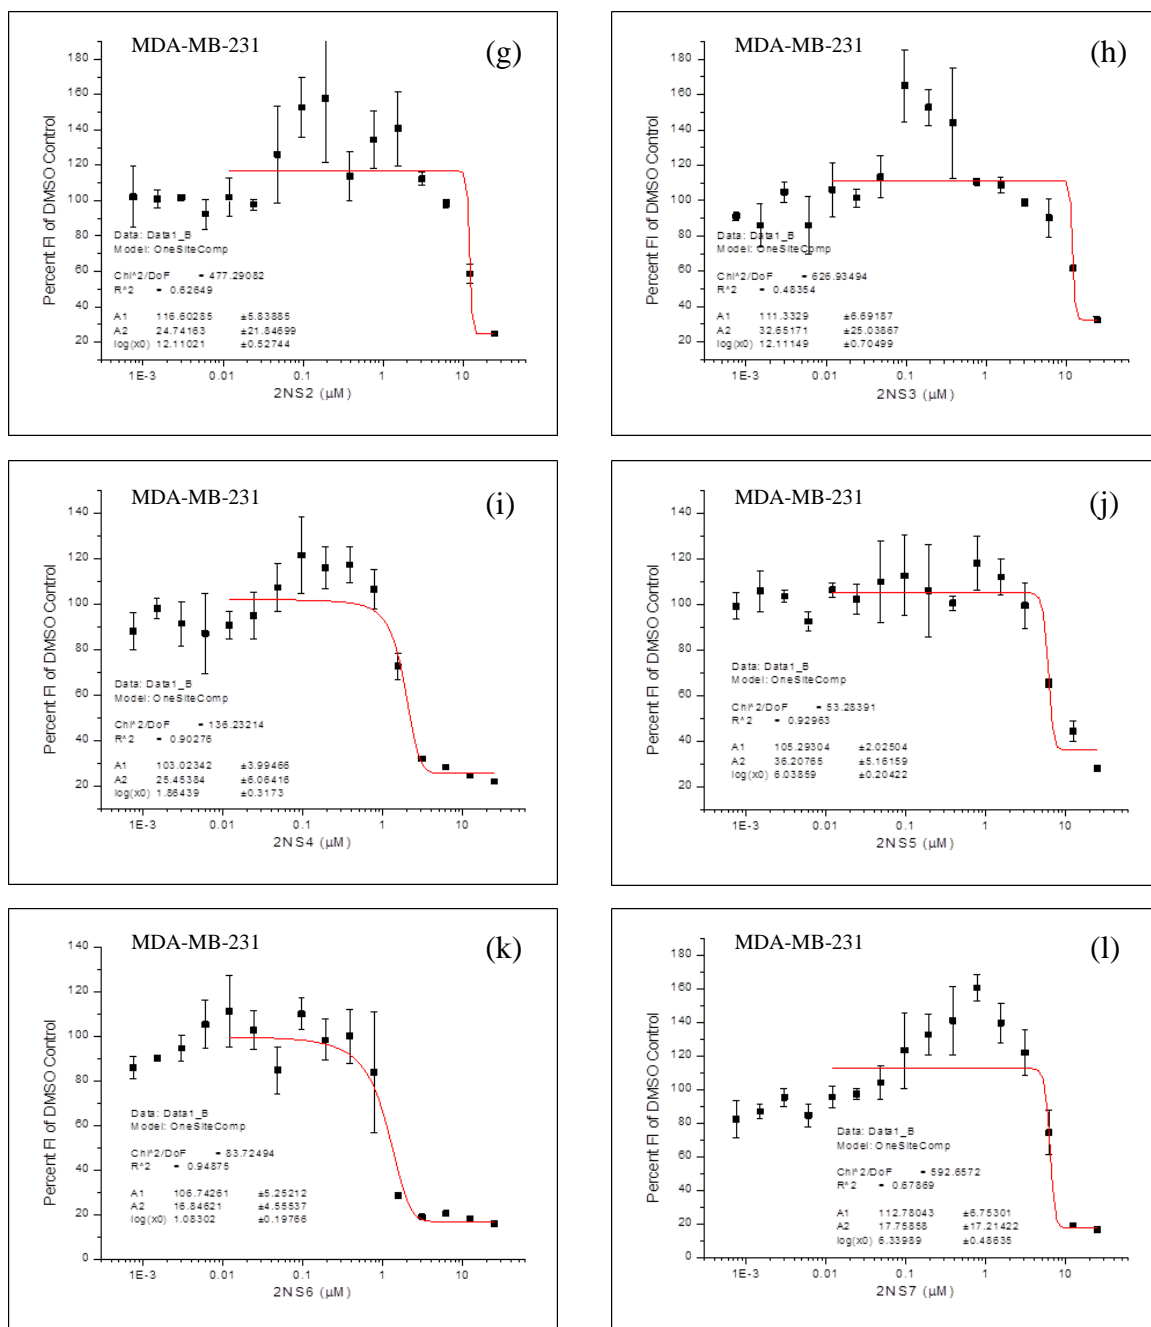 MDA-MB-231
(g)
Percent FI of DMSO Control
180
160
140
120
100
80
60
40
20
Data: Data1_B
Model: OneSiteComp
Chi^2/DoF = 477.29082
R^2 = 0.62649
A1 116.60285 ±5.83885
A2 24.74163 ±21.84699
log(x0) 12.11021 ±0.52744
1E-3 0.01 0.1 1 10
2NS2 (µM)
MDA-MB-231
(h)
Percent FI of DMSO Control
180
160
140
120
100
80
60
40
20
Data: Data1_B
Model: OneSiteComp
Chi^2/DoF = 626.93494
R^2 = 0.48354
A1 111.3329 ±6.69187
A2 32.65171 ±25.03867
log(x0) 12.11149 ±0.70499
1E-3 0.01 0.1 1 10
2NS3 (µM)
MDA-MB-231
(i)
Percent FI of DMSO Control
140
120
100
80
60
40
20
Data: Data1_B
Model: OneSiteComp
Chi^2/DoF = 136.23214
R^2 = 0.90276
A1 103.02342 ±3.99466
A2 25.45384 ±6.06416
log(x0) 1.86439 ±0.3173
1E-3 0.01 0.1 1 10
2NS4 (µM)
MDA-MB-231
(j)
Percent FI of DMSO Control
140
120
100
80
60
40
20
Data: Data1_B
Model: OneSiteComp
Chi^2/DoF = 53.28391
R^2 = 0.92963
A1 105.29304 ±2.02504
A2 36.20765 ±5.16159
log(x0) 6.03859 ±0.20422
1E-3 0.01 0.1 1 10
2NS5 (µM)
MDA-MB-231
(k)
Percent FI of DMSO Control
140
120
100
80
60
40
20
0
Data: Data1_B
Model: OneSiteComp
Chi^2/DoF = 83.72494
R^2 = 0.94875
A1 106.74261 ±5.25212
A2 16.84621 ±4.55537
log(x0) 1.08302 ±0.19766
1E-3 0.01 0.1 1 10
2NS6 (µM)
MDA-MB-231
(l)
Percent FI of DMSO Control
180
160
140
120
100
80
60
40
20
0
Data: Data1_B
Model: OneSiteComp
Chi^2/DoF = 592.6572
R^2 = 0.67869
A1 112.78043 ±6.75301
A2 17.75858 ±17.21422
log(x0) 6.33989 ±0.48635
1E-3 0.01 0.1 1 10
2NS7 (µM)